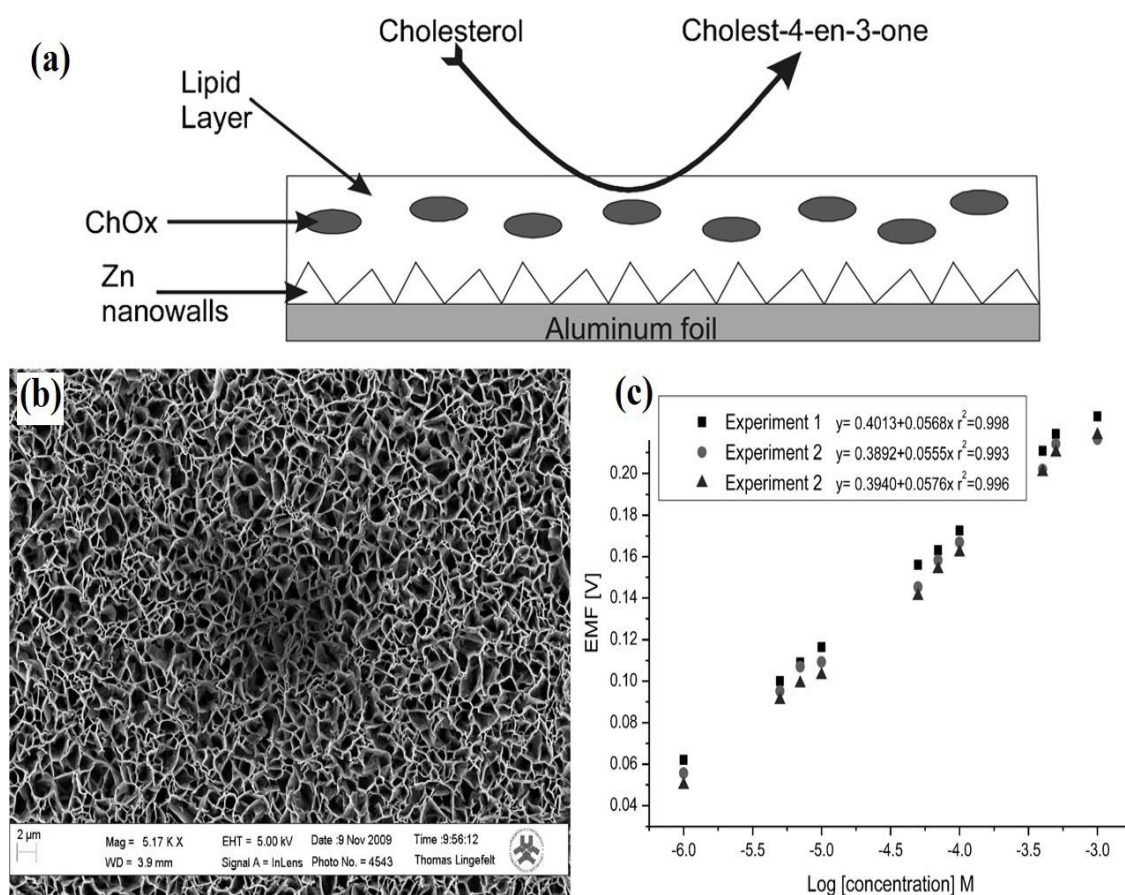 (a)
Cholesterol
Cholest-4-en-3-one
Lipid
Layer
ChOx
Zn
nanowalls
Aluminum foil
(b)
2 µm
Mag = 5.17 K X
EHT = 5.00 kV
Date :9 Nov 2009
Time :9:56:12
WD = 3.9 mm
Signal A = InLens
Photo No. = 4543
Thomas Lingefelt
(c)
Experiment 1 y= 0.4013+0.0568x r²=0.998
Experiment 2 y= 0.3892+0.0555x r²=0.993
Experiment 2 y= 0.3940+0.0576x r²=0.996
EMF [V]
0.20
0.18
0.16
0.14
0.12
0.10
0.08
0.06
0.04
-6.0
-5.5
-5.0
-4.5
-4.0
-3.5
-3.0
Log [concentration] M